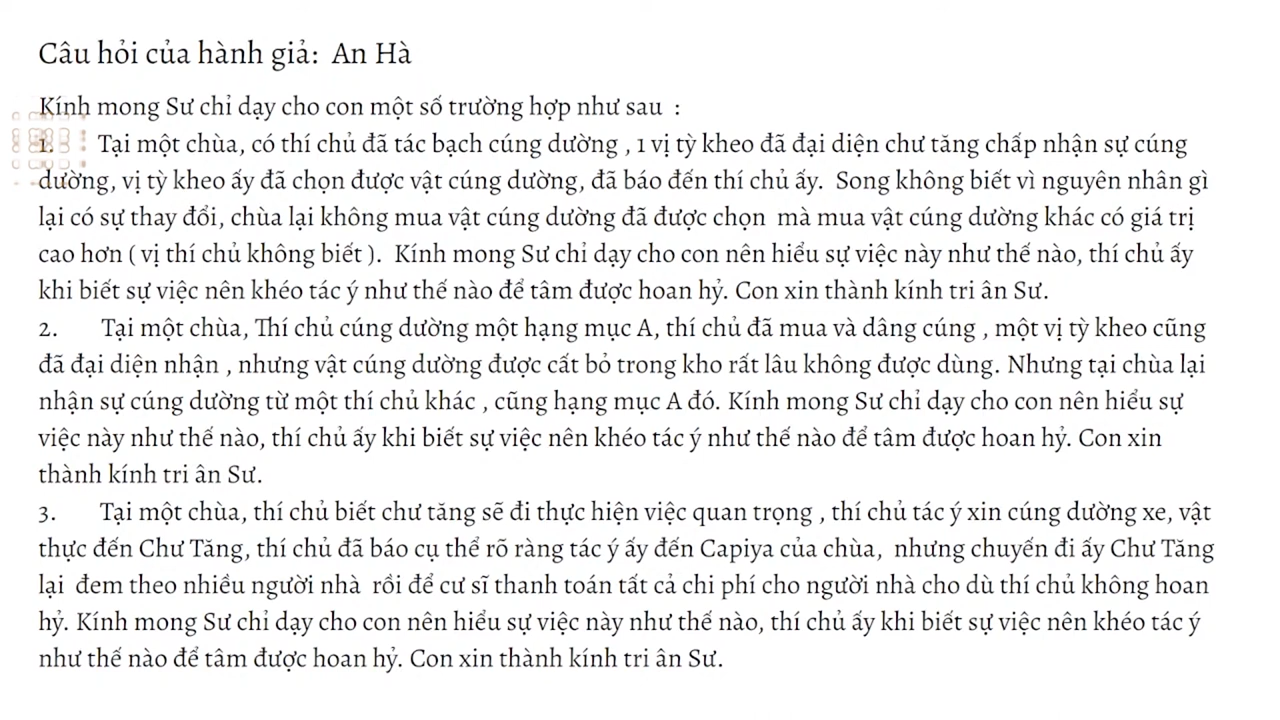 Câu hỏi của hành giả: An Hà
Kính mong Sư chỉ dạy cho con một số trường hợp như sau :
1. Tại một chùa, có thí chủ đã tác bạch cúng dường , 1 vị tỳ kheo đã đại diện chư tăng chấp nhận sự cúng
dường, vị tỳ kheo ấy đã chọn được vật cúng dường, đã báo đến thí chủ ấy. Song không biết vì nguyên nhân gì
lại có sự thay đổi, chùa lại không mua vật cúng dường đã được chọn mà mua vật cúng dường khác có giá trị
cao hơn ( vị thí chủ không biết ). Kính mong Sư chỉ dạy cho con nên hiểu sự việc này như thế nào, thí chủ ấy
khi biết sự việc nên khéo tác ý như thế nào để tâm được hoan hỷ. Con xin thành kính tri ân Sư.
2. Tại một chùa, Thí chủ cúng dường một hạng mục A, thí chủ đã mua và dâng cúng , một vị tỳ kheo cũng
đã đại diện nhận , nhưng vật cúng dường được cất bỏ trong kho rất lâu không được dùng. Nhưng tại chùa lại
nhận sự cúng dường từ một thí chủ khác , cũng hạng mục A đó. Kính mong Sư chỉ dạy cho con nên hiểu sự
việc này như thế nào, thí chủ ấy khi biết sự việc nên khéo tác ý như thế nào để tâm được hoan hỷ. Con xin
thành kính tri ân Sư.
3. Tại một chùa, thí chủ biết chư tăng sẽ đi thực hiện việc quan trọng , thí chủ tác ý xin cúng dường xe, vật
thực đến Chư Tăng, thí chủ đã báo cụ thể rõ ràng tác ý ấy đến Capiya của chùa, nhưng chuyến đi ấy Chư Tăng
lại đem theo nhiều người nhà rồi để cư sĩ thanh toán tất cả chi phí cho người nhà cho dù thí chủ không hoan
hỷ. Kính mong Sư chỉ dạy cho con nên hiểu sự việc này như thế nào, thí chủ ấy khi biết sự việc nên khéo tác ý
như thế nào để tâm được hoan hỷ. Con xin thành kính tri ân Sư.